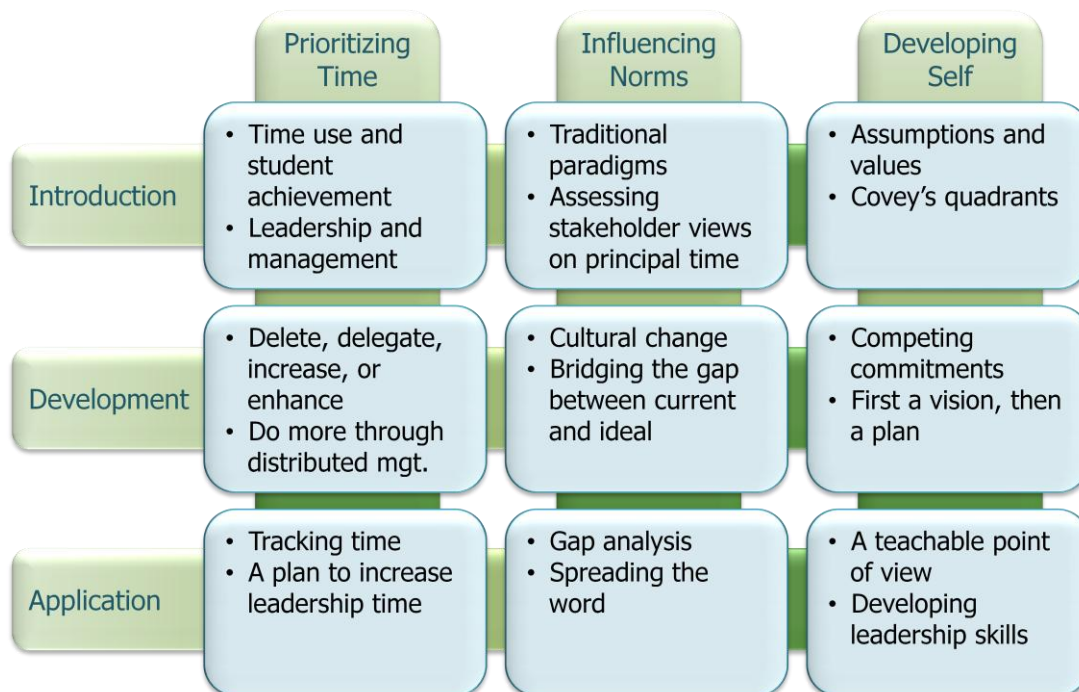 Prioritizing
Time
Influencing
Norms
Developing
Self
Introduction
• Time use and
student
achievement
• Leadership and
management
• Traditional
paradigms
• Assessing
stakeholder views
on principal time
• Assumptions and
values
• Covey's quadrants
Development
• Delete, delegate,
increase, or
enhance
• Do more through
distributed mgt.
• Cultural change
• Bridging the gap
between current
and ideal
• Competing
commitments
• First a vision, then
a plan
Application
• Tracking time
• A plan to increase
leadership time
• Gap analysis
• Spreading the
word
• A teachable point
of view
• Developing
leadership skills